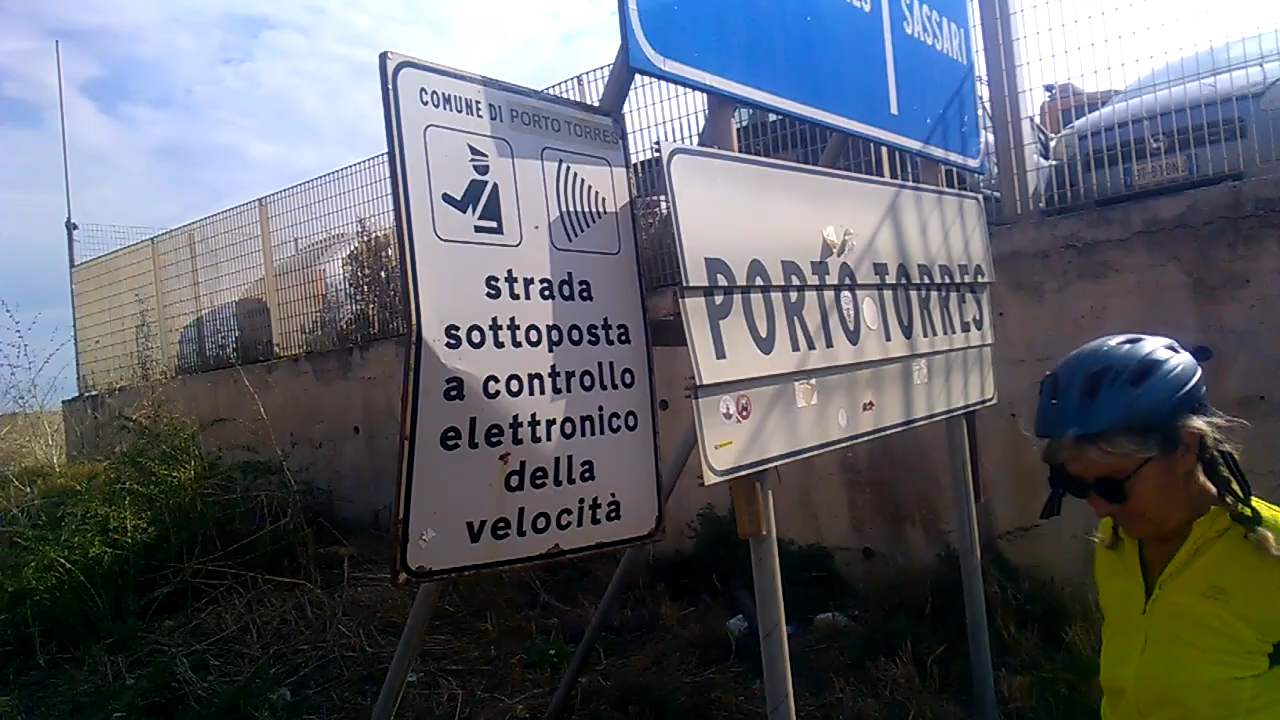 COMUNE DI PORTO TORRES
strada
sottoposta
a controllo
elettronico
della
velocità
SASSARI
PORTO TORRES